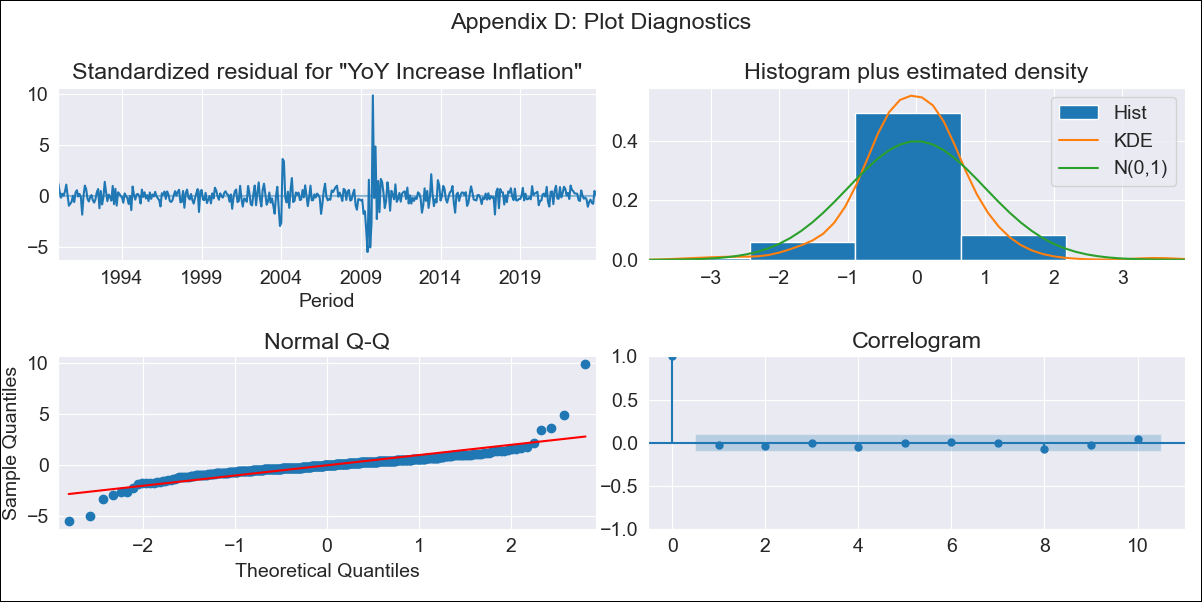 Appendix D: Plot Diagnostics
Standardized residual for "YoY Increase Inflation"
10
5
0
−5
1994 1999 2004 2009 2014 2019
Period
Histogram plus estimated density
Hist
KDE
N(0,1)
0.4
0.2
0.0
−3 −2 −1 0 1 2 3
Normal Q-Q
Sample Quantiles
10
5
0
−5
−2 −1 0 1 2
Theoretical Quantiles
Correlogram
1.0
0.5
0.0
−0.5
−1.0
0 2 4 6 8 10